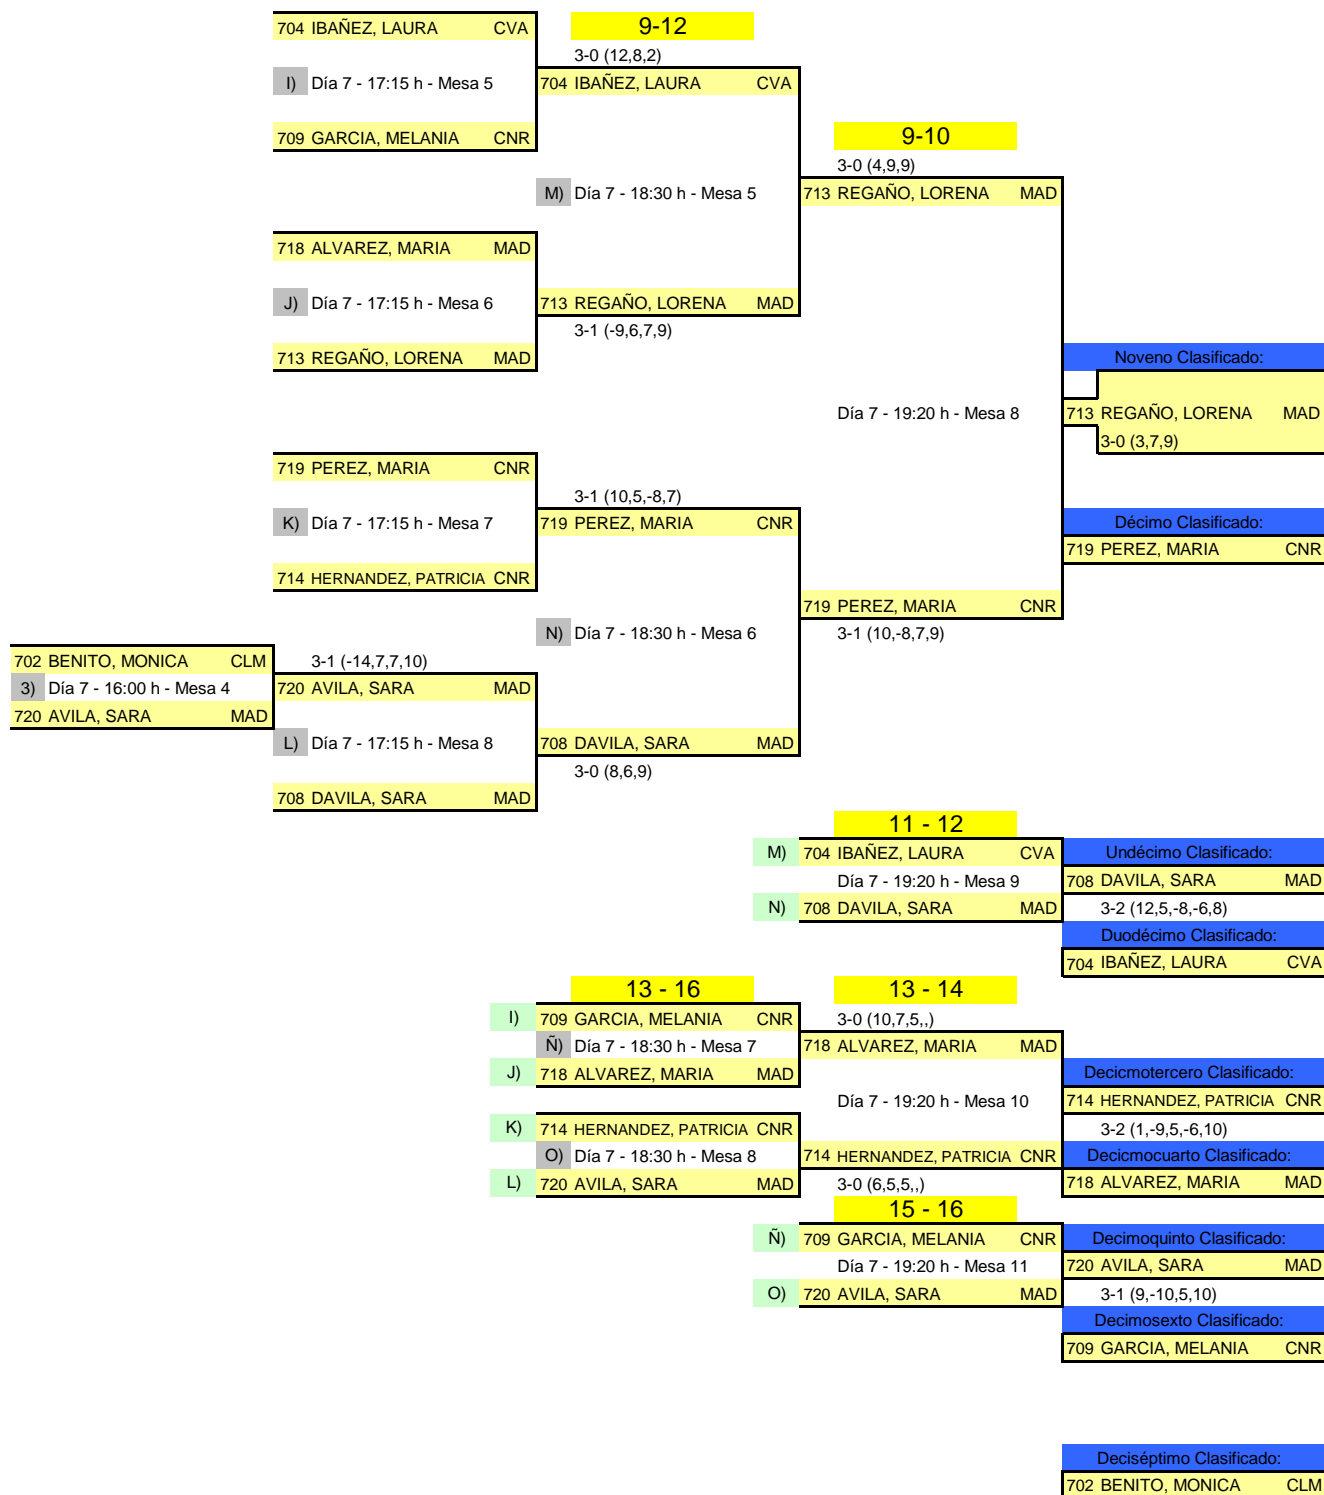 704 IBAÑEZ, LAURA CVA 9-12
3-0 (12,8,2)
I) Día 7 - 17:15 h - Mesa 5 704 IBAÑEZ, LAURA CVA
709 GARCIA, MELANIA CNR 9-10
3-0 (4,9,9)
M) Día 7 - 18:30 h - Mesa 5 713 REGAÑO, LORENA MAD
718 ALVAREZ, MARIA MAD
J) Día 7 - 17:15 h - Mesa 6 713 REGAÑO, LORENA MAD
3-1 (-9,6,7,9)
713 REGAÑO, LORENA MAD Noveno Clasificado:
Día 7 - 19:20 h - Mesa 8 713 REGAÑO, LORENA MAD
3-0 (3,7,9)
719 PEREZ, MARIA CNR
3-1 (10,5,-8,7)
K) Día 7 - 17:15 h - Mesa 7 719 PEREZ, MARIA CNR Décimo Clasificado:
719 PEREZ, MARIA CNR
714 HERNANDEZ, PATRICIA CNR
719 PEREZ, MARIA CNR
N) Día 7 - 18:30 h - Mesa 6 3-1 (10,-8,7,9)
702 BENITO, MONICA CLM 3-1 (-14,7,7,10)
3) Día 7 - 16:00 h - Mesa 4 720 AVILA, SARA MAD
720 AVILA, SARA MAD
L) Día 7 - 17:15 h - Mesa 8 708 DAVILA, SARA MAD
3-0 (8,6,9)
708 DAVILA, SARA MAD
11 - 12
M) 704 IBAÑEZ, LAURA CVA Undécimo Clasificado:
Día 7 - 19:20 h - Mesa 9 708 DAVILA, SARA MAD
N) 708 DAVILA, SARA MAD 3-2 (12,5,-8,-6,8)
Duodécimo Clasificado:
704 IBAÑEZ, LAURA CVA
13 - 16 13 - 14
I) 709 GARCIA, MELANIA CNR 3-0 (10,7,5,,)
Ñ) Día 7 - 18:30 h - Mesa 7 718 ALVAREZ, MARIA MAD
J) 718 ALVAREZ, MARIA MAD Decicmotercero Clasificado:
Día 7 - 19:20 h - Mesa 10 714 HERNANDEZ, PATRICIA CNR
K) 714 HERNANDEZ, PATRICIA CNR 3-2 (1,-9,5,-6,10)
O) Día 7 - 18:30 h - Mesa 8 714 HERNANDEZ, PATRICIA CNR Decicmocuarto Clasificado:
L) 720 AVILA, SARA MAD 3-0 (6,5,5,,) 718 ALVAREZ, MARIA MAD
15 - 16
Ñ) 709 GARCIA, MELANIA CNR Decimoquinto Clasificado:
Día 7 - 19:20 h - Mesa 11 720 AVILA, SARA MAD
O) 720 AVILA, SARA MAD 3-1 (9,-10,5,10)
Decimosexto Clasificado:
709 GARCIA, MELANIA CNR
Deciséptimo Clasificado:
702 BENITO, MONICA CLM